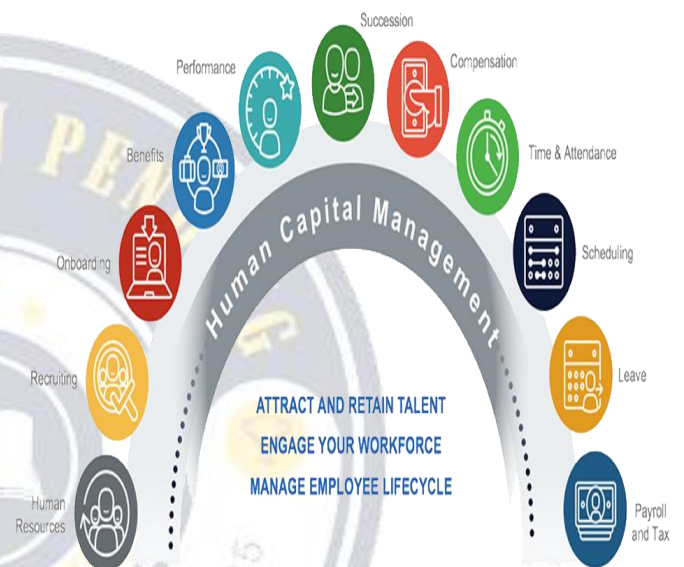 Succession
Performance
Compensation
Benefits
Time & Attendance
Onboarding
Scheduling
Recruiting
Leave
Human
Resources
Payroll
and Tax
Human Capital Management
ATTRACT AND RETAIN TALENT
ENGAGE YOUR WORKFORCE
MANAGE EMPLOYEE LIFECYCLE